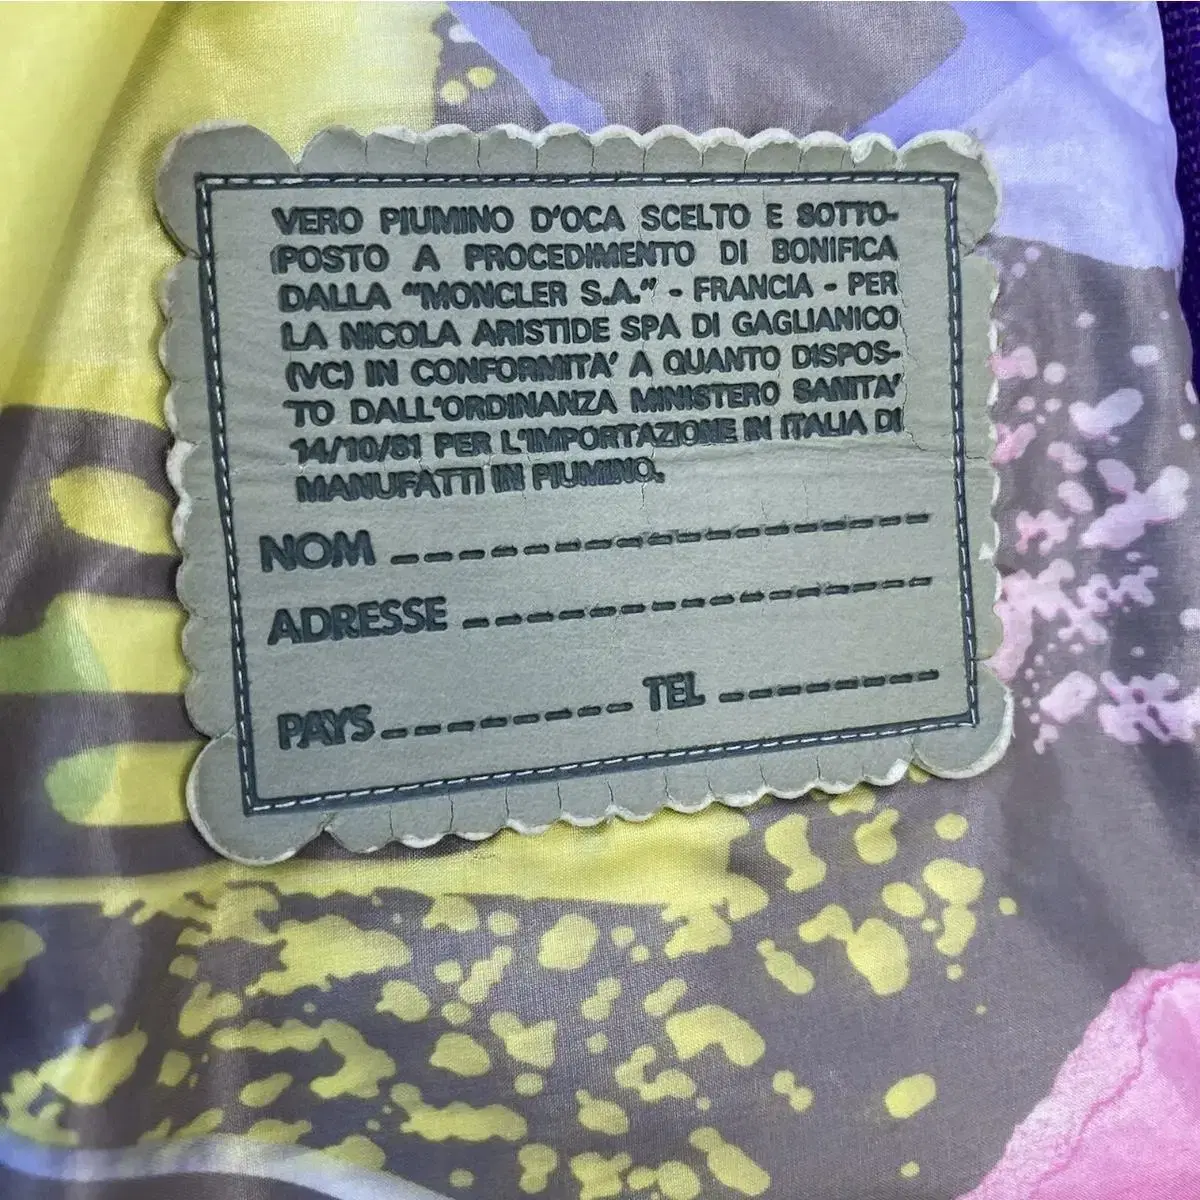 VERO PIUMINO D'OCA SCELTO E SOTTO-
POSTO A PROCEDIMENTO DI BONIFICA
DALLA "MONCLER S.A." - FRANCIA - PER
LA NICOLA ARISTIDE SPA DI GAGLIANICO
(VC) IN CONFORMITA' A QUANTO DISPOS-
TO DALL'ORDINANZA MINISTERO SANITA'
14/10/81 PER L'IMPORTAZIONE IN ITALIA DI
MANUFATTI IN PIUMINO.
NOM
ADRESSE
PAYS TEL